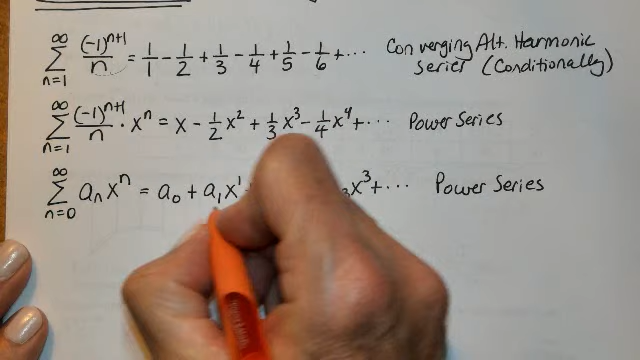 ∞ ∑ n=1 (-1)^{n+1}/n = 1/1 - 1/2 + 1/3 - 1/4 + 1/5 - 1/6 + ··· Converging Alt. Harmonic
Series (Conditionally)
∞ ∑ n=1 (-1)^{n+1}/n · x^n = x - 1/2 x^2 + 1/3 x^3 - 1/4 x^4 + ··· Power Series
∞ ∑ n=0 a_n x^n = a_0 + a_1 x^1 x^3 + ··· Power Series